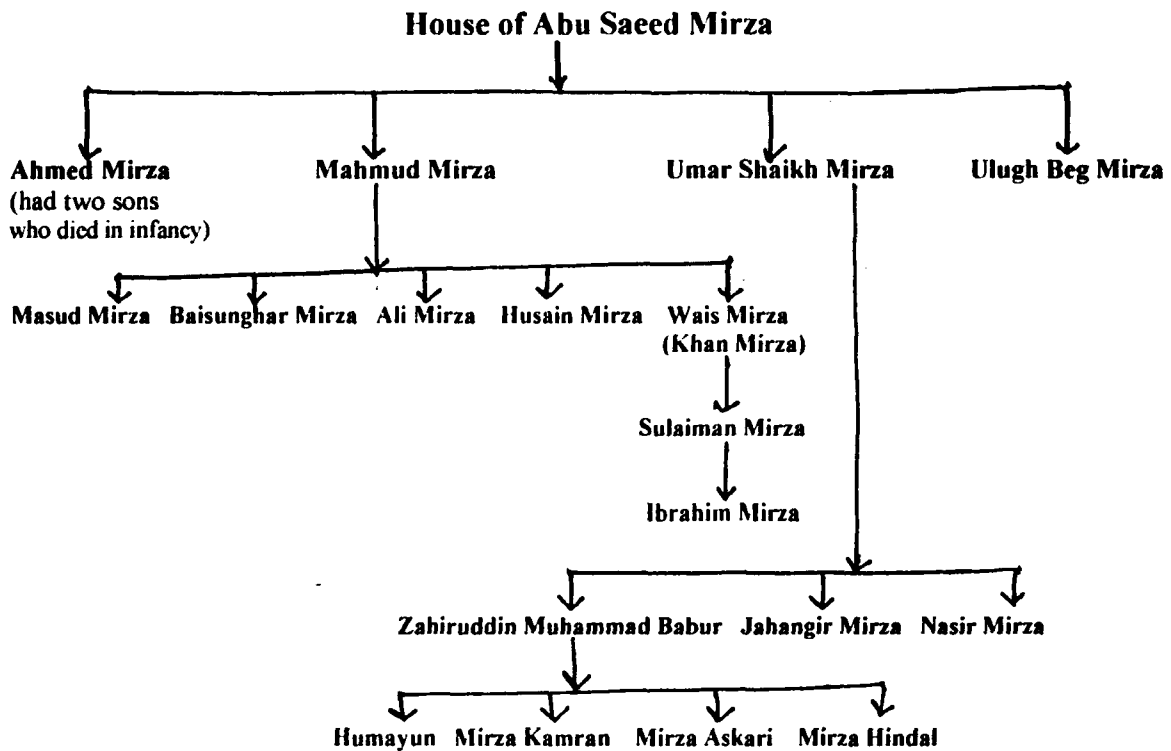 House of Abu Saeed Mirza
Ahmed Mirza
(had two sons
who died in infancy)
Mahmud Mirza
Umar Shaikh Mirza
Ulugh Beg Mirza
Masud Mirza
Baisunghar Mirza
Ali Mirza
Husain Mirza
Wais Mirza
(Khan Mirza)
Sulaiman Mirza
Ibrahim Mirza
Zahiruddin Muhammad Babur
Jahangir Mirza
Nasir Mirza
Humayun
Mirza Kamran
Mirza Askari
Mirza Hindal